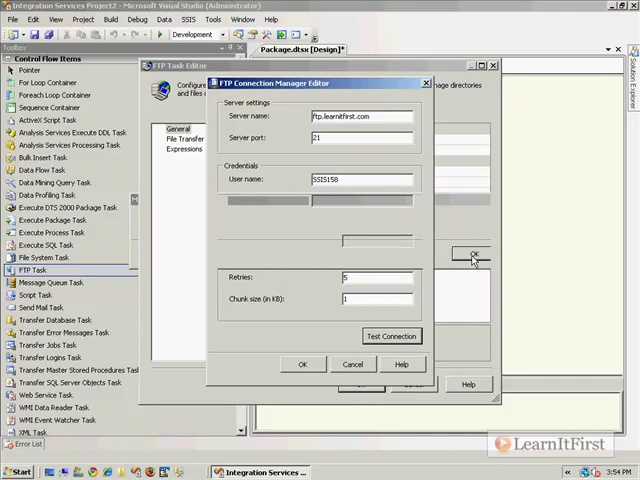 Integration Services Project2 - Microsoft Visual Studio (Administrator)
File Edit View Project Build Debug Data SSIS Tools Window Help
Development
Toolbox
Package.dtsx [Design]*
Solution Explorer
Control Flow Items
Pointer
For Loop Container
Foreach Loop Container
Sequence Container
ActiveX Script Task
Analysis Services Execute DDL Task
Analysis Services Processing Task
Bulk Insert Task
Data Flow Task
Data Mining Query Task
Data Profiling Task
Execute DTS 2000 Package Task
Execute Package Task
Execute Process Task
Execute SQL Task
File System Task
FTP Task
Message Queue Task
Script Task
Send Mail Task
Transfer Database Task
Transfer Error Messages Task
Transfer Jobs Task
Transfer Logins Task
Transfer Master Stored Procedures Task
Transfer SQL Server Objects Task
Web Service Task
WMI Data Reader Task
WMI Event Watcher Task
XML Task
Error List
FTP Task Editor
Configure
and files
nage directories
General
File Transfer
Expressions
OK
Help
FTP Connection Manager Editor
Server settings
Server name: ftp.learnitfirst.com
Server port: 21
Credentials
User name: SSIS158
Retries: 5
Chunk size (in KB): 1
Test Connection
OK Cancel Help
LearnItFirst
Start
Integration Services ...
3:54 PM